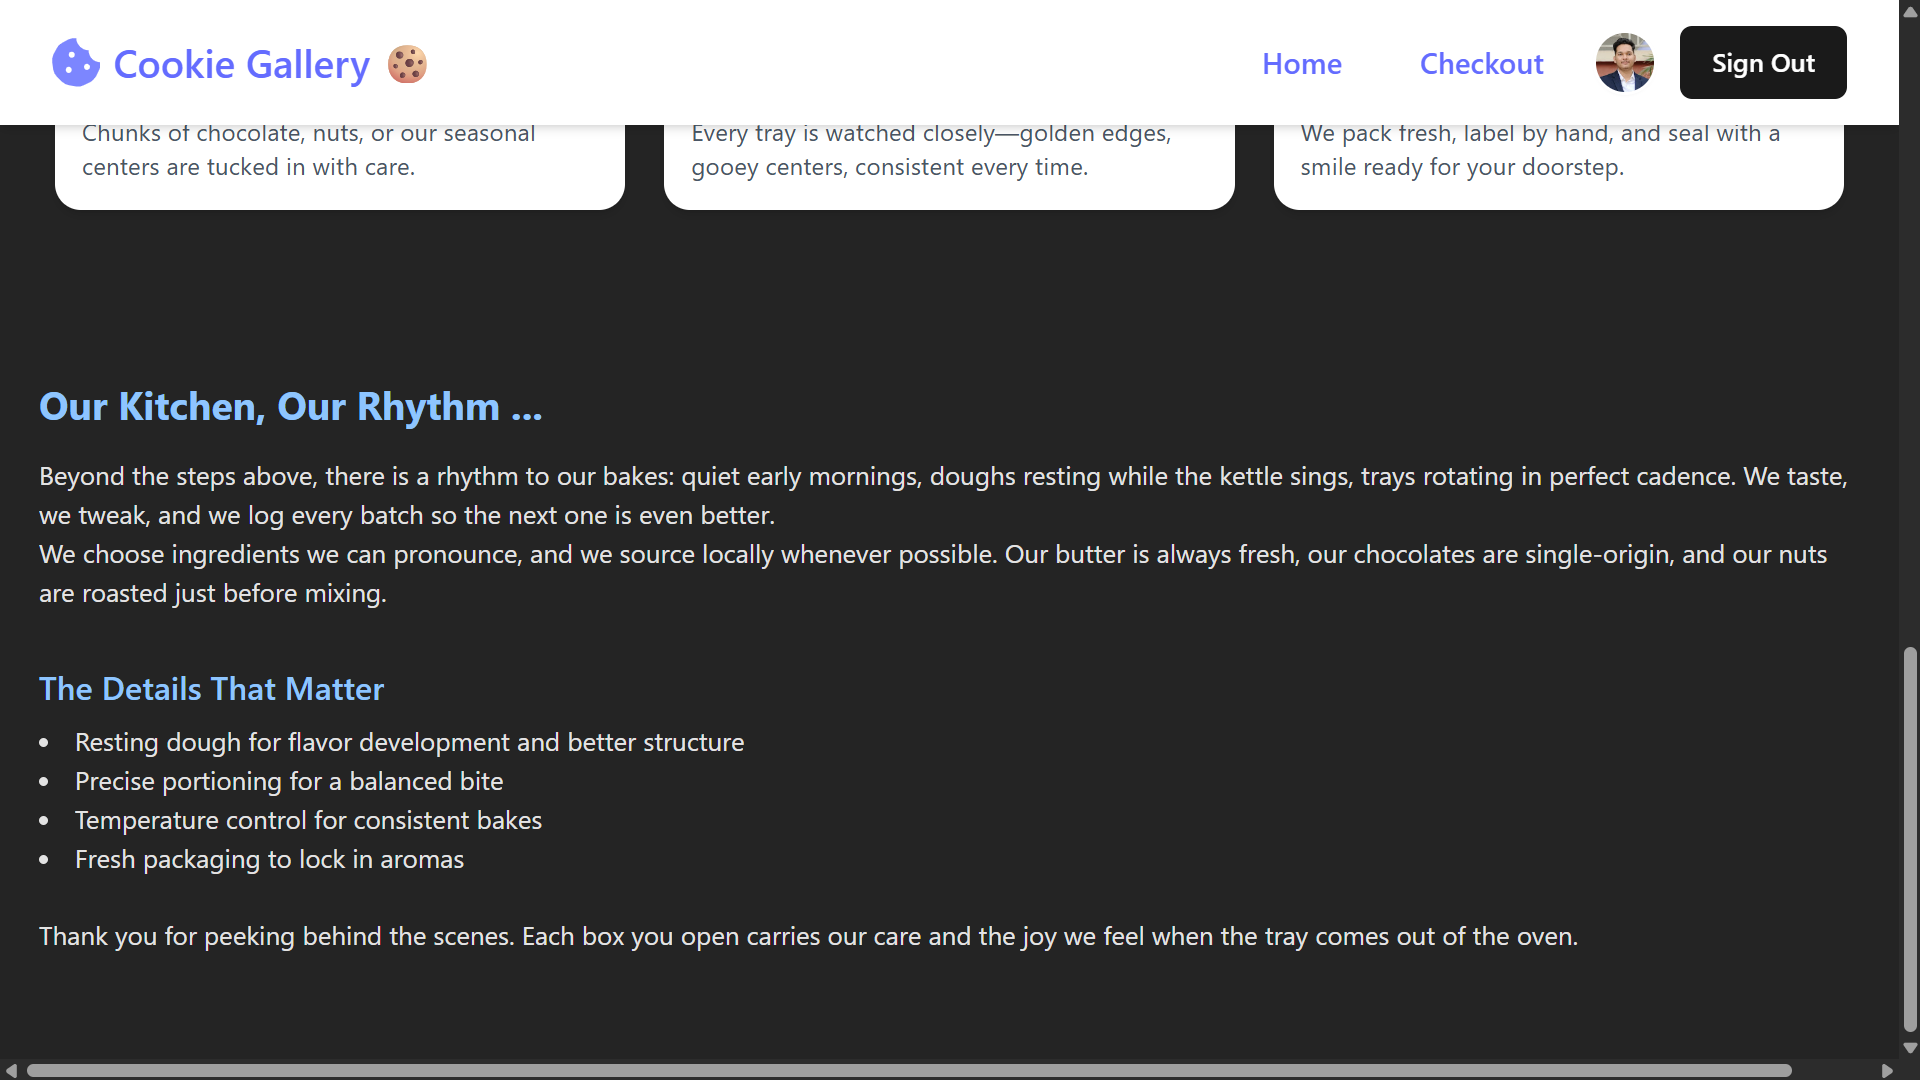 Cookie Gallery 🍪
Home
Checkout
Sign Out
Chunks of chocolate, nuts, or our seasonal
centers are tucked in with care.
Every tray is watched closely—golden edges,
gooey centers, consistent every time.
We pack fresh, label by hand, and seal with a
smile ready for your doorstep.
Our Kitchen, Our Rhythm ...
Beyond the steps above, there is a rhythm to our bakes: quiet early mornings, doughs resting while the kettle sings, trays rotating in perfect cadence. We taste,
we tweak, and we log every batch so the next one is even better.
We choose ingredients we can pronounce, and we source locally whenever possible. Our butter is always fresh, our chocolates are single-origin, and our nuts
are roasted just before mixing.
The Details That Matter
• Resting dough for flavor development and better structure
• Precise portioning for a balanced bite
• Temperature control for consistent bakes
• Fresh packaging to lock in aromas
Thank you for peeking behind the scenes. Each box you open carries our care and the joy we feel when the tray comes out of the oven.